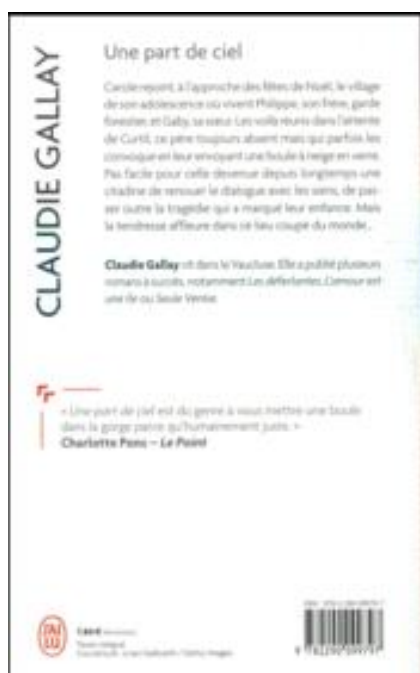 CLAUDIE GALLAY
Une part de ciel
Carole rejoint, à l'approche des fêtes de Noël, le village
de son adolescence où vivent Philippe, son frère, garde
forestier, et Gaby, sa sœur. Les voilà réunis dans l'attente
de Curtil, ce père toujours absent mais qui parfois les
convoque en leur envoyant une boule à neige en verre.
Pas facile pour celle devenue depuis longtemps une
citadine de renouer le dialogue avec les siens, de pas-
ser outre la tragédie qui a marqué leur enfance. Mais
la tendresse affleure dans ce lieu coupé du monde...
Claudie Gallay vit dans le Vaucluse. Elle a publié plusieurs
romans à succès, notamment Les déferlantes, L'amour est
une île ou Seule Venise.
« Une part de ciel est du genre à vous mettre une boule
dans la gorge parce qu'humainement juste. »
Charlotte Pons – Le Point
J'AI
LU
Texte intégral